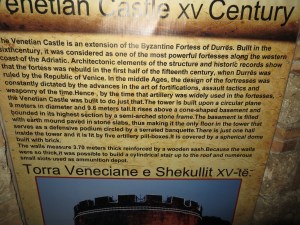 Venetian Castle XV Century
The Venetian Castle is an extension of the Byzantine Fortess of Durrës. Built in the
sixthcentury, it was considered as one of the most powerful fortesses along the western
coast of the Adriatic. Architectonic elements of the structure and historic records show
that the fortess was rebuild in the first half of the fifteenth century, when Durrës was
ruled by the Republic of Venice. In the middle Ages, the design of the fortresses was
constantly dictated by the advances in the art of fortifications, assault tactics and
weaponry of the time. Hence, by the time that artillery was widely used in the fortresses.
this Venetian Castle was built to do just that. The tower is built upon a circular plane
9 meters in diameter and 9.6 meters tall. It rises above a cone-shaped basement and
bounded in its highest section by a semi-arched stone frame. The basament is filled
with earth mound paved in stone slabs, thus making it the only floor in the tower that
serves as a defensive podium circled by a serrated banquette. There is just one hall
inside the tower and it is fit by five artillery pill-boxes. It is covered by a spherical dome
built with brick.
The walls measure 3.79 meters thick reinforced by a wooden sash. Because the walls
were so thick, it was possible to build a cylindrical stair up to the roof and numerous
small slots used as ammunition depot.
Torra Veneciane e Shekullit XV-të: